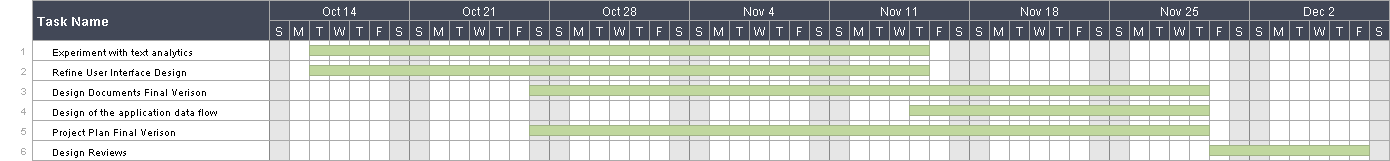 Task Name
Oct 14 Oct 21 Oct 28 Nov 4 Nov 11 Nov 18 Nov 25 Dec 2
S M T W T F S S M T W T F S S M T W T F S S M T W T F S S M T W T F S S M T W T F S S M T W T F S S M T W T F S
1 Experiment with text analytics
2 Refine User Interface Design
3 Design Documents Final Verison
4 Design of the application data flow
5 Project Plan Final Verison
6 Design Reviews